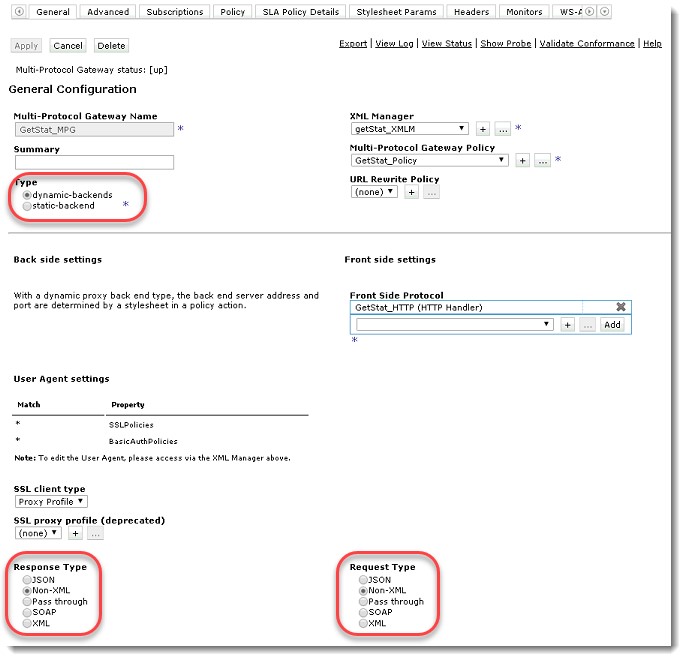 General Advanced Subscriptions Policy SLA Policy Details Stylesheet Params Headers Monitors WS-A
Apply Cancel Delete Export | View Log | View Status | Show Probe | Validate Conformance | Help
Multi-Protocol Gateway status: [up]
General Configuration
Multi-Protocol Gateway Name
GetStat_MPG *
Summary
Type
dynamic-backends
static-backend *
XML Manager
getStat_XMLM + ... *
Multi-Protocol Gateway Policy
GetStat_Policy + ... *
URL Rewrite Policy
(none) + ...
Back side settings
With a dynamic proxy back end type, the back end server address and
port are determined by a stylesheet in a policy action.
Front side settings
Front Side Protocol
GetStat_HTTP (HTTP Handler)
+ ... Add
*
User Agent settings
Match Property
* SSLPolicies
* BasicAuthPolicies
Note: To edit the User Agent, please access via the XML Manager above.
SSL client type
Proxy Profile
SSL proxy profile (deprecated)
(none) + ...
Response Type
JSON
Non-XML
Pass through
SOAP
XML
Request Type
JSON
Non-XML
Pass through
SOAP
XML